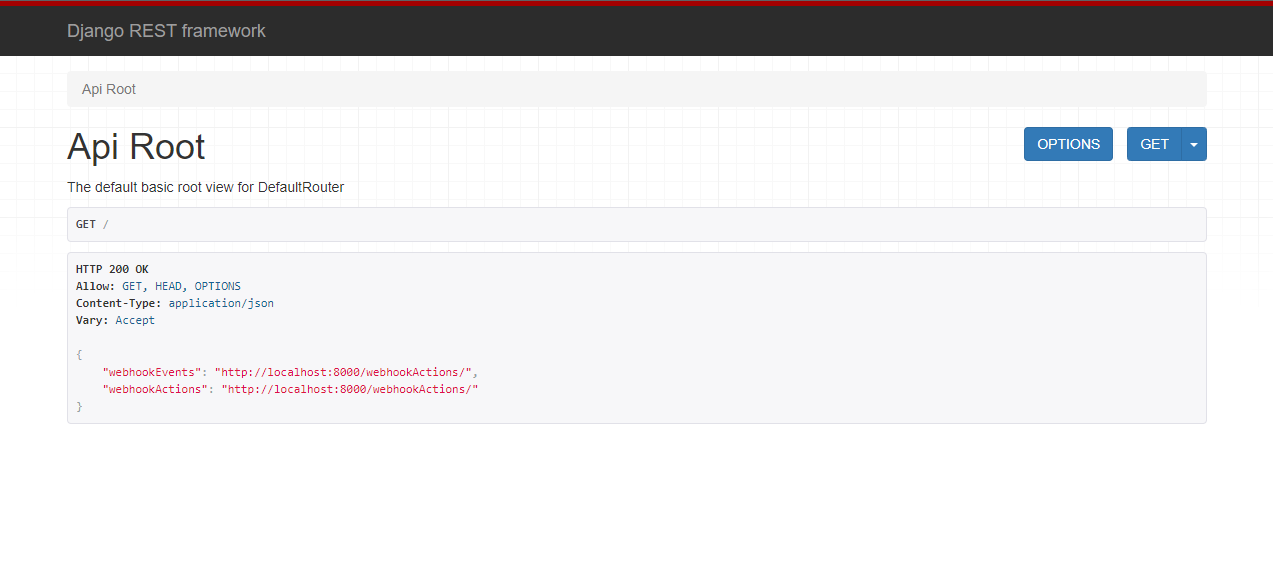 Django REST framework
Api Root
Api Root
OPTIONS
GET
The default basic root view for DefaultRouter
GET /
HTTP 200 OK
Allow: GET, HEAD, OPTIONS
Content-Type: application/json
Vary: Accept
{
    "webhookEvents": "http://localhost:8000/webhookActions/",
    "webhookActions": "http://localhost:8000/webhookActions/"
}